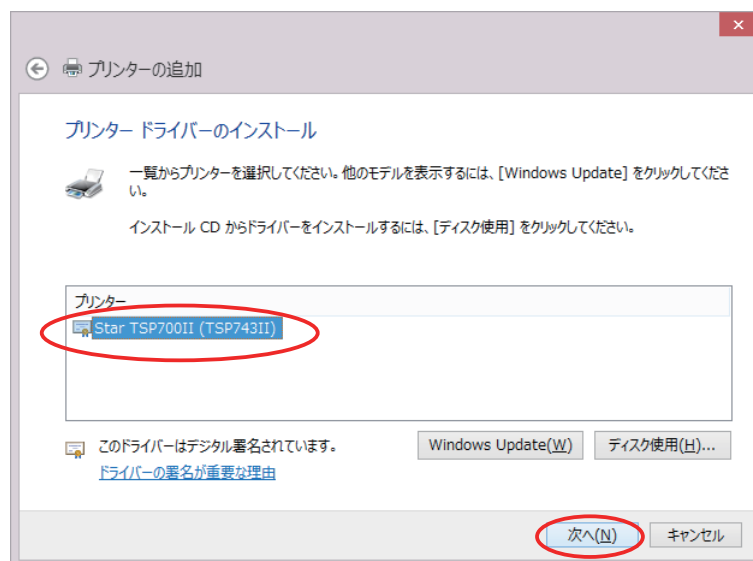 プリンターの追加
プリンター ドライバーのインストール
一覧からプリンターを選択してください。他のモデルを表示するには、[Windows Update] をクリックしてくださ
い。
インストール CD からドライバーをインストールするには、[ディスク使用] をクリックしてください。
プリンター
Star TSP700II (TSP743II)
このドライバーはデジタル署名されています。
Windows Update(W)
ディスク使用(H)...
ドライバーの署名が重要な理由
次へ(N)
キャンセル